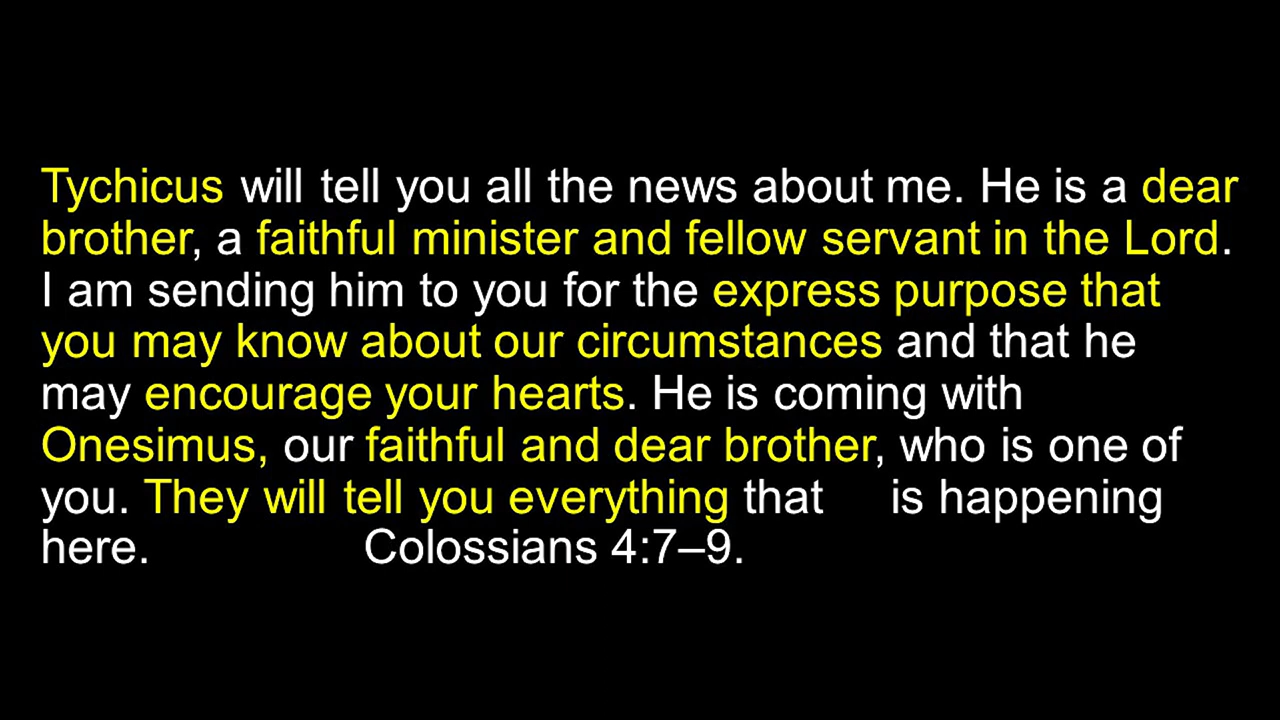 Tychicus will tell you all the news about me. He is a dear
brother, a faithful minister and fellow servant in the Lord.
I am sending him to you for the express purpose that
you may know about our circumstances and that he
may encourage your hearts. He is coming with
Onesimus, our faithful and dear brother, who is one of
you. They will tell you everything that is happening
here. Colossians 4:7–9.